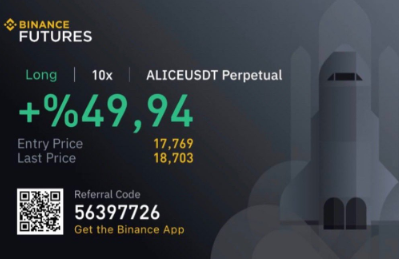 BINANCE
FUTURES
Long | 10x | ALICEUSDT Perpetual
+%49,94
Entry Price 17,769
Last Price 18,703
Referral Code
56397726
Get the Binance App